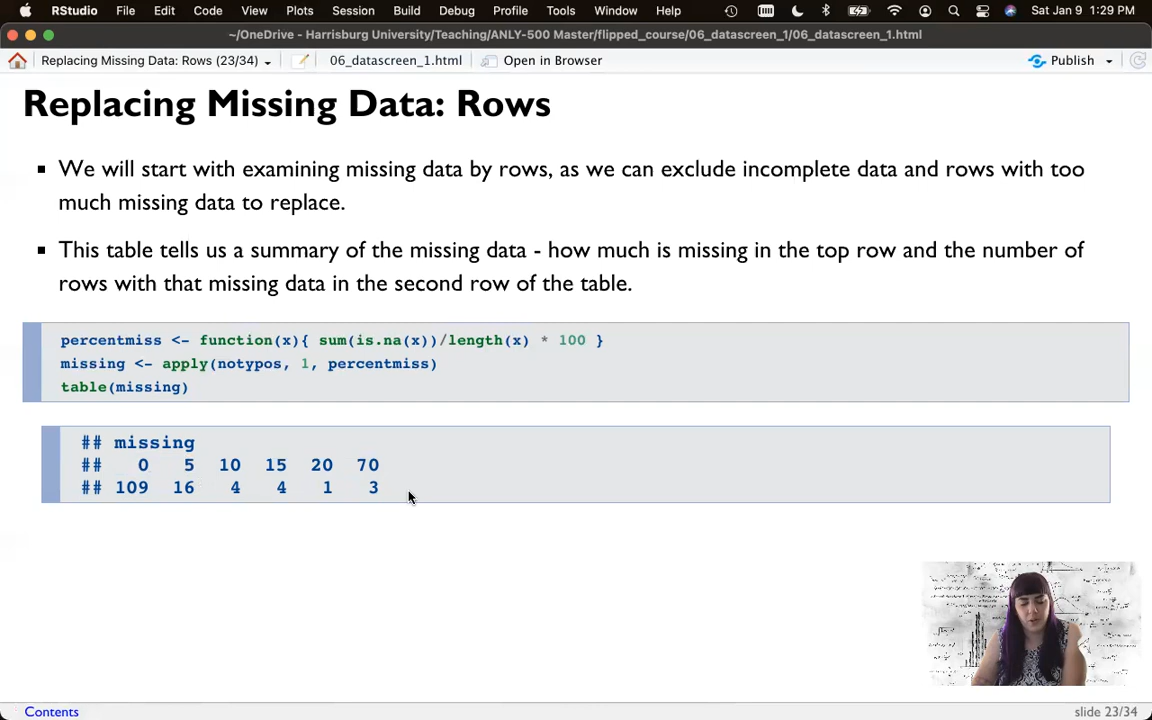 RStudio File Edit Code View Plots Session Build Debug Profile Tools Window Help Sat Jan 9 1:29 PM
~/OneDrive - Harrisburg University/Teaching/ANLY-500 Master/flipped_course/06_datascreen_1/06_datascreen_1.html
Replacing Missing Data: Rows (23/34) 06_datascreen_1.html Open in Browser Publish
Replacing Missing Data: Rows
▪ We will start with examining missing data by rows, as we can exclude incomplete data and rows with too
much missing data to replace.
▪ This table tells us a summary of the missing data - how much is missing in the top row and the number of
rows with that missing data in the second row of the table.
percentmiss <- function(x){ sum(is.na(x))/length(x) * 100 }
missing <- apply(notypos, 1, percentmiss)
table(missing)
## missing
## 0 5 10 15 20 70
## 109 16 4 4 1 3
Contents slide 23/34